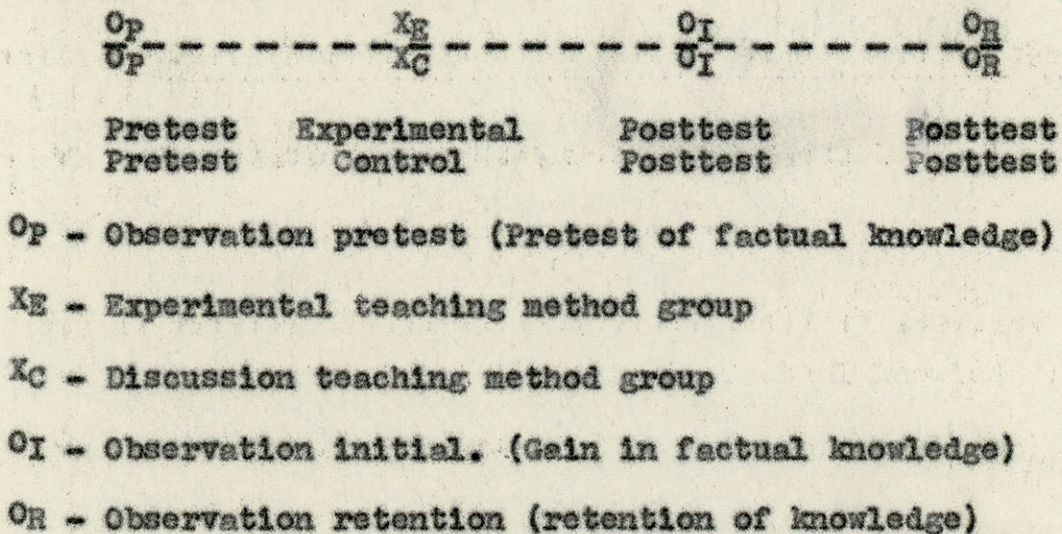 OP XE OI OR
OP XC OI OR
Pretest Experimental Posttest Posttest
Pretest Control Posttest Posttest
OP - Observation pretest (Pretest of factual knowledge)
XE - Experimental teaching method group
XC - Discussion teaching method group
OI - Observation initial. (Gain in factual knowledge)
OR - Observation retention (retention of knowledge)